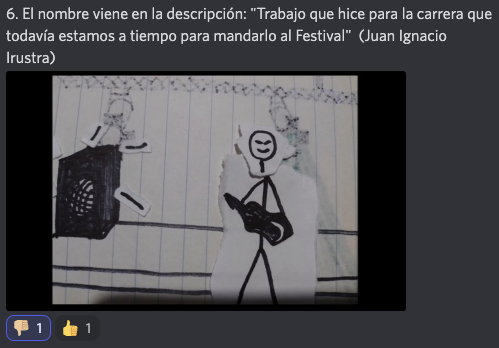 6. El nombre viene en la descripción: "Trabajo que hice para la carrera que
todavía estamos a tiempo para mandarlo al Festival" (Juan Ignacio
Irustra)
👎🏼 1
👍 1